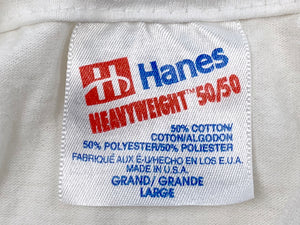 Hanes
HEAVYWEIGHT™ 50/50
50% COTTON/
COTON/ALGODON
50% POLYESTER/50% POLIESTER
FABRIQUÉ AUX É-U/HECHO EN LOS E.U.A.
MADE IN U.S.A.
GRAND/GRANDE
LARGE